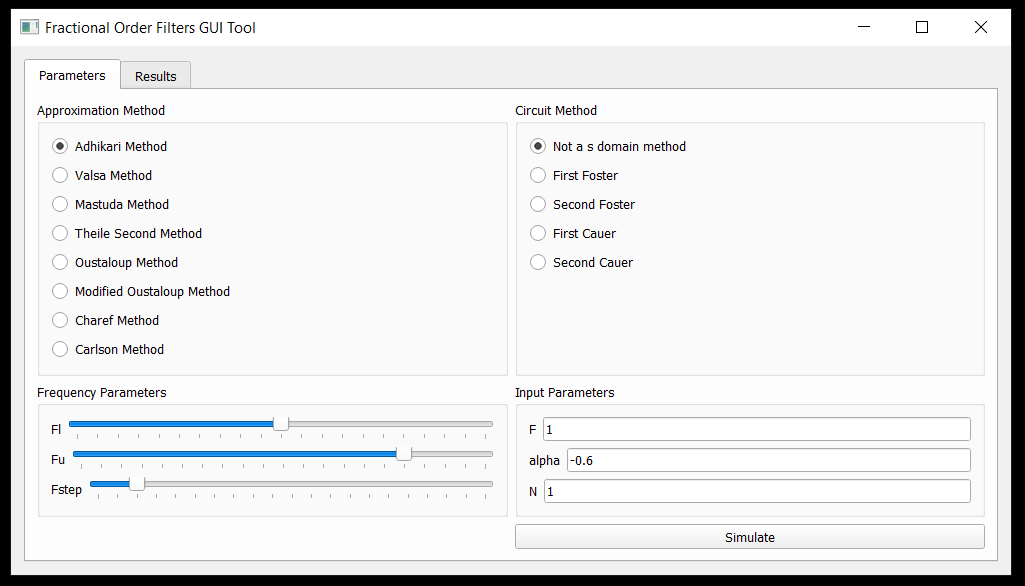 Fractional Order Filters GUI Tool
Parameters
Results
Approximation Method
Adhikari Method
Valsa Method
Mastuda Method
Theile Second Method
Oustaloup Method
Modified Oustaloup Method
Charef Method
Carlson Method
Circuit Method
Not a s domain method
First Foster
Second Foster
First Cauer
Second Cauer
Frequency Parameters
Fl
Fu
Fstep
Input Parameters
F 1
alpha -0.6
N 1
Simulate